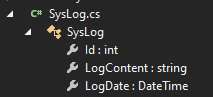 C# SysLog.cs
SysLog
Id : int
LogContent : string
LogDate : DateTime